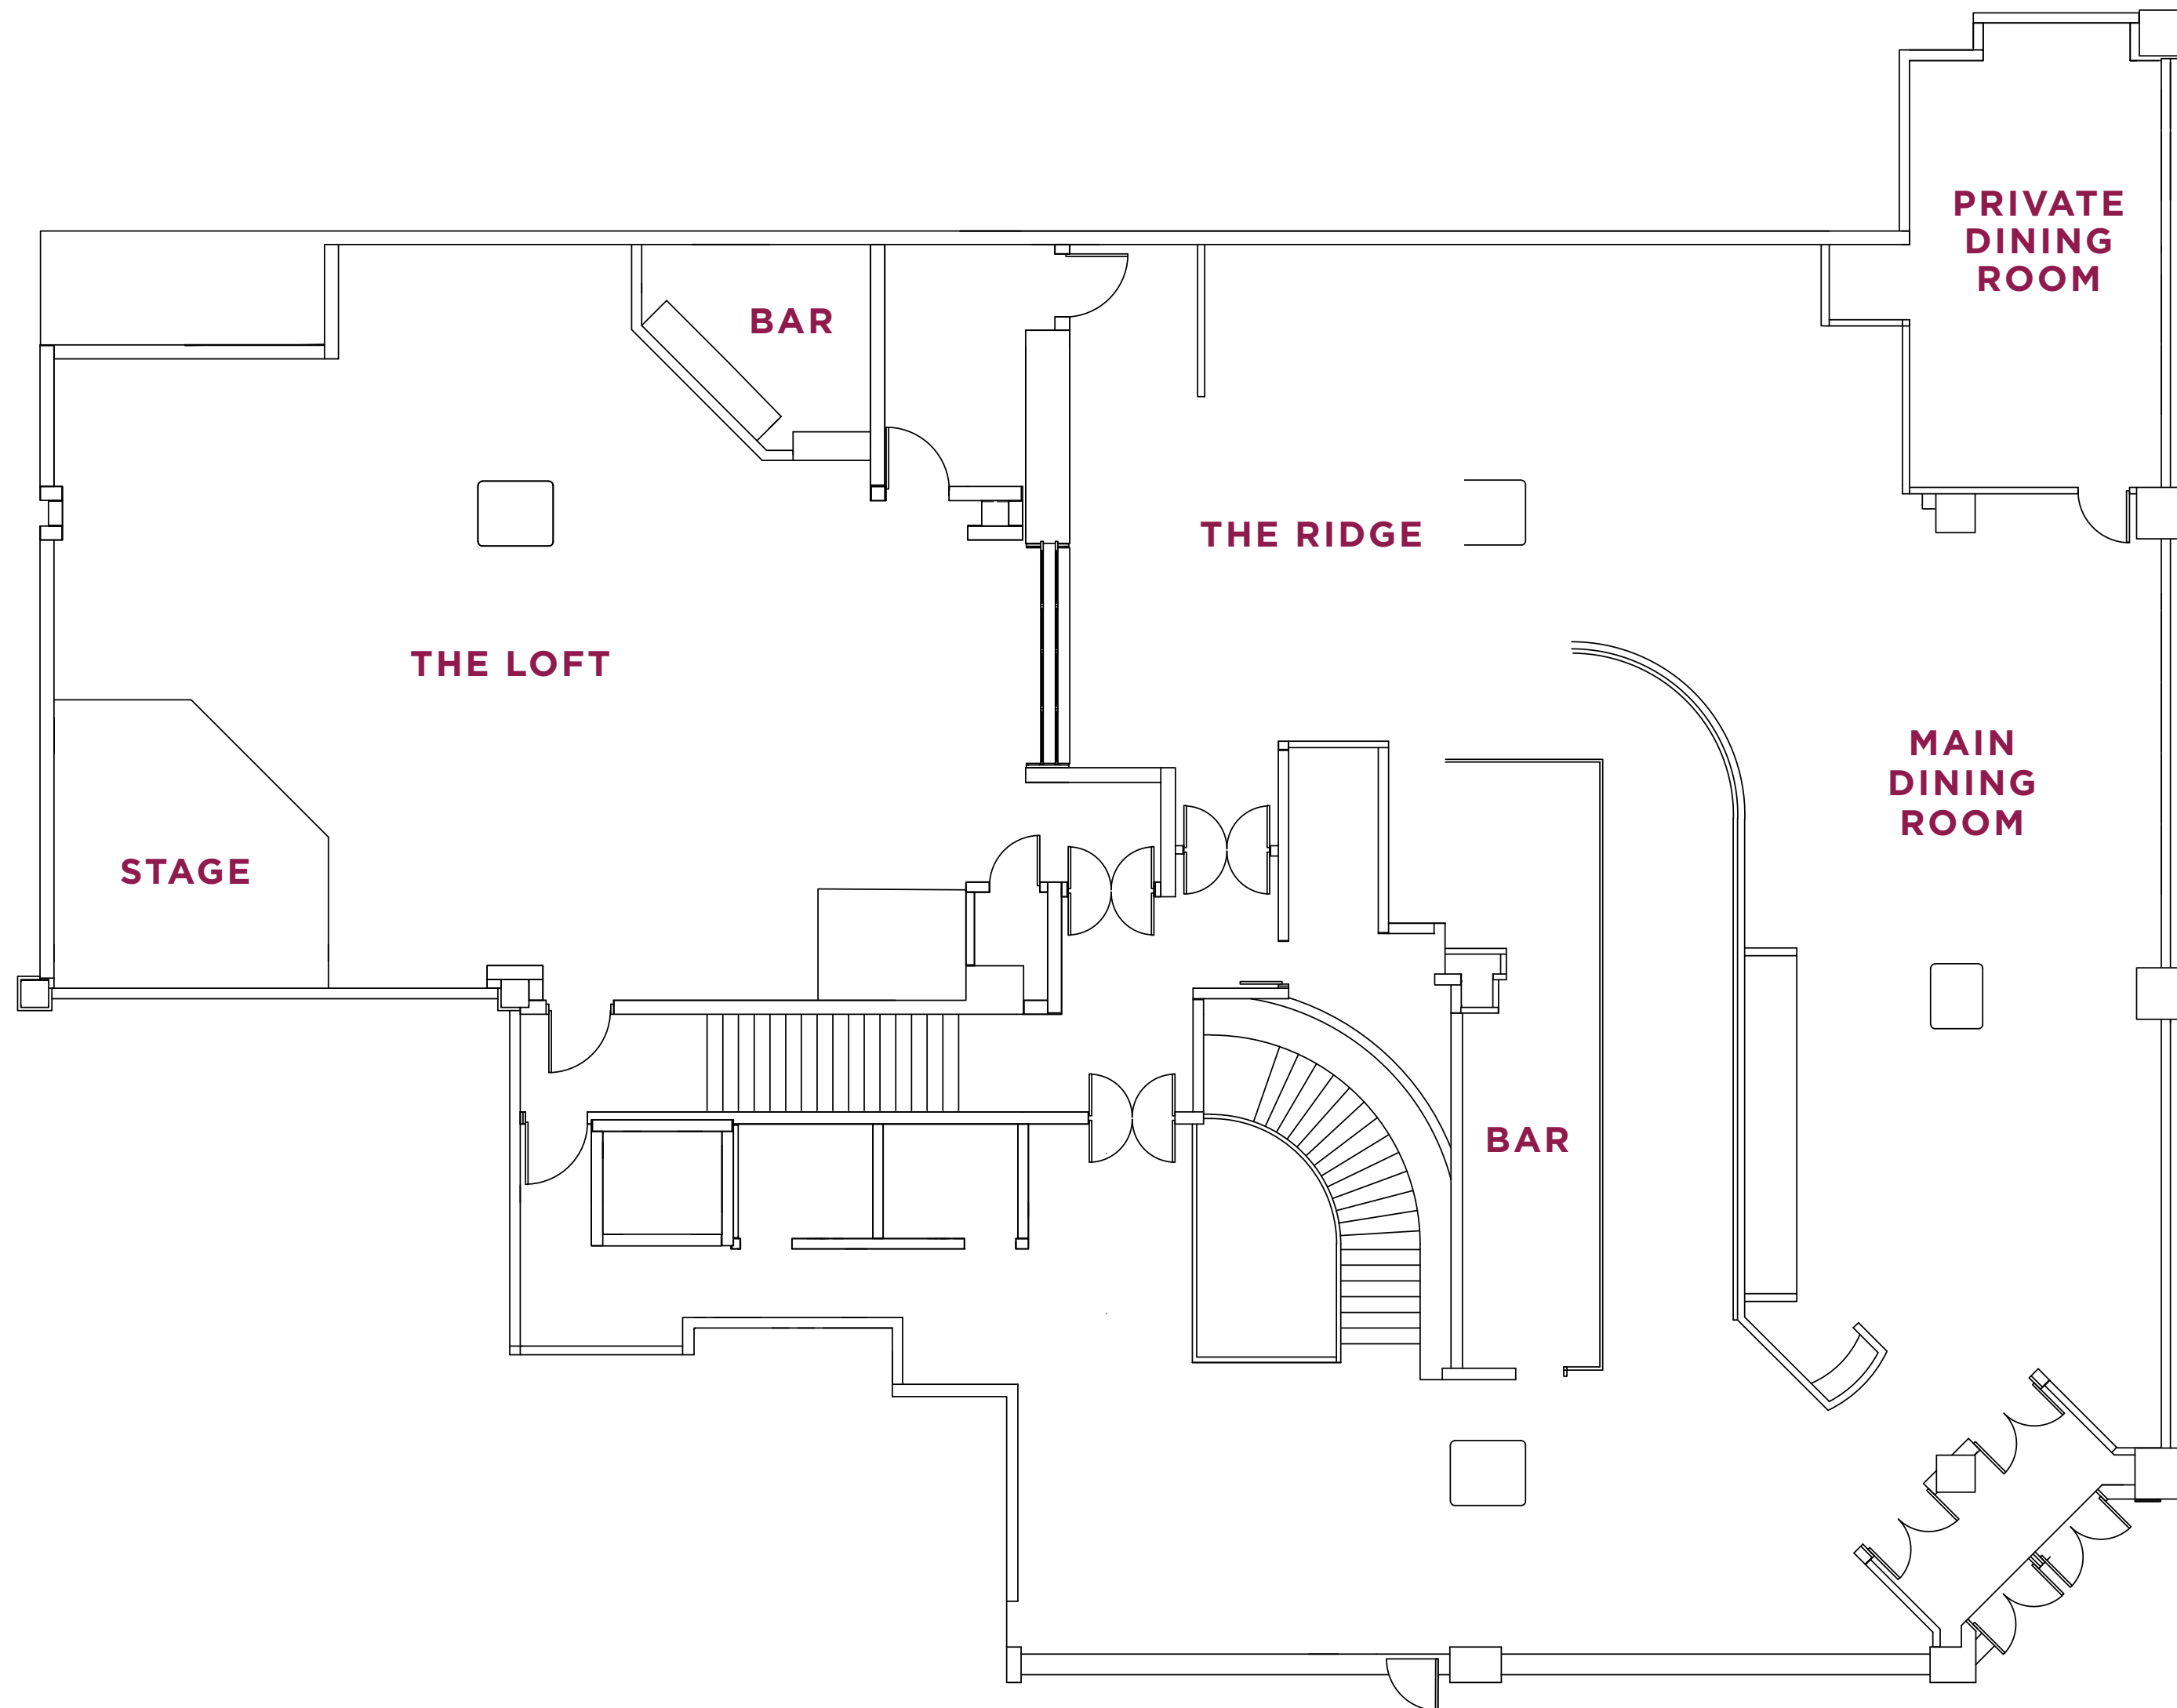 PRIVATE
DINING
ROOM
BAR
THE RIDGE
THE LOFT
MAIN
DINING
ROOM
STAGE
BAR